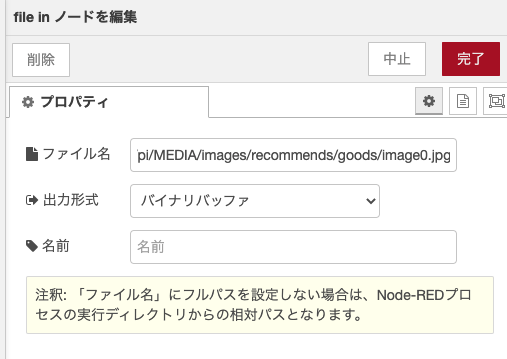 file in ノードを編集
削除
中止
完了
プロパティ
ファイル名
pi/MEDIA/images/recommends/goods/image0.jpg
出力形式
バイナリバッファ
名前
名前
注釈: 「ファイル名」にフルパスを設定しない場合は、Node-REDプロ
セスの実行ディレクトリからの相対パスとなります。